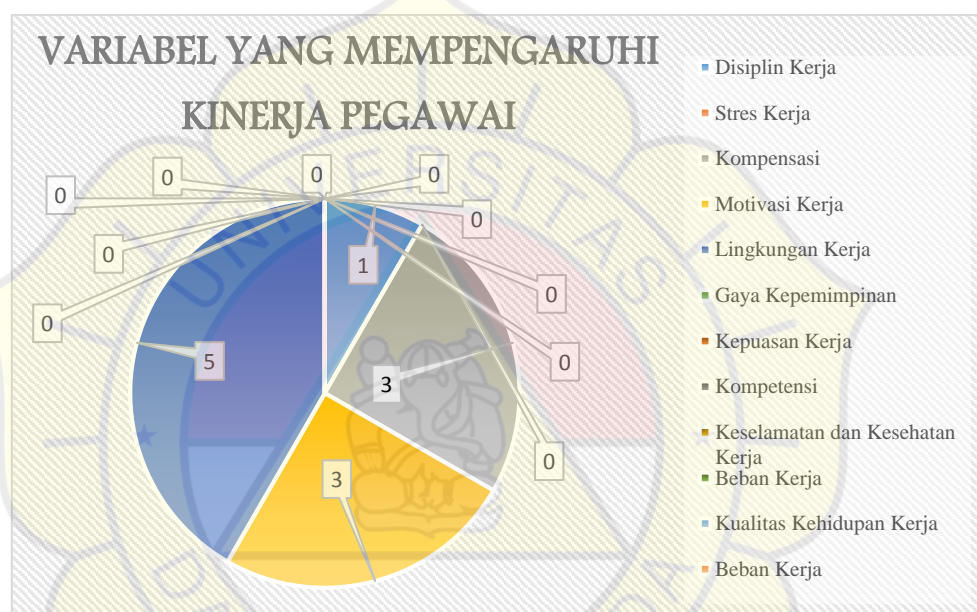 VARIABEL YANG MEMPENGARUHI
KINERJA PEGAWAI
0
0
0
0
0
0
0
0
0
0
0
1
3
3
5
Disiplin Kerja
Stres Kerja
Kompensasi
Motivasi Kerja
Lingkungan Kerja
Gaya Kepemimpinan
Kepuasan Kerja
Kompetensi
Keselamatan dan Kesehatan
Kerja
Beban Kerja
Kualitas Kehidupan Kerja
Beban Kerja
UNIVERSITAS